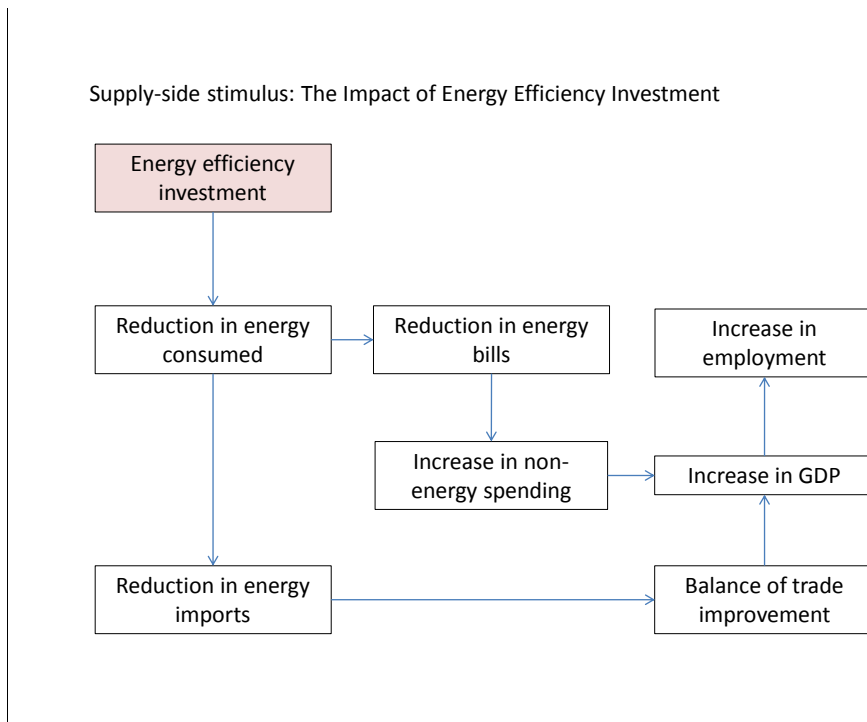 Supply-side stimulus: The Impact of Energy Efficiency Investment
Energy efficiency
investment
Reduction in energy
consumed
Reduction in energy
bills
Increase in
employment
Increase in non-
energy spending
Increase in GDP
Reduction in energy
imports
Balance of trade
improvement